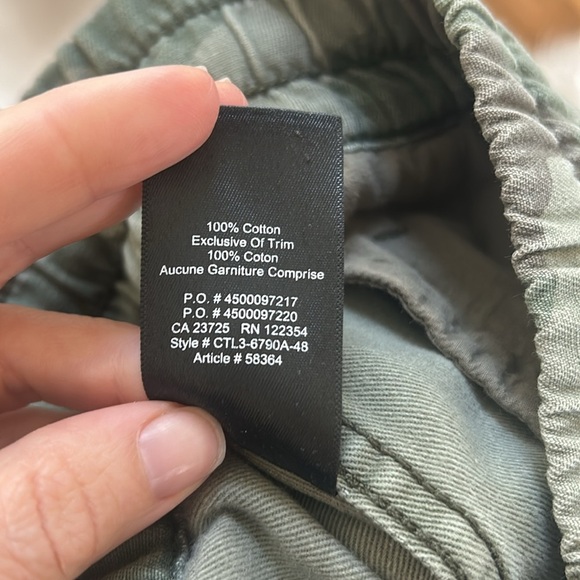 100% Cotton
Exclusive Of Trim
100% Coton
Aucune Garniture Comprise
P.O. # 4500097217
P.O. # 4500097220
CA 23725 RN 122354
Style # CTL3-6790A-48
Article # 58364